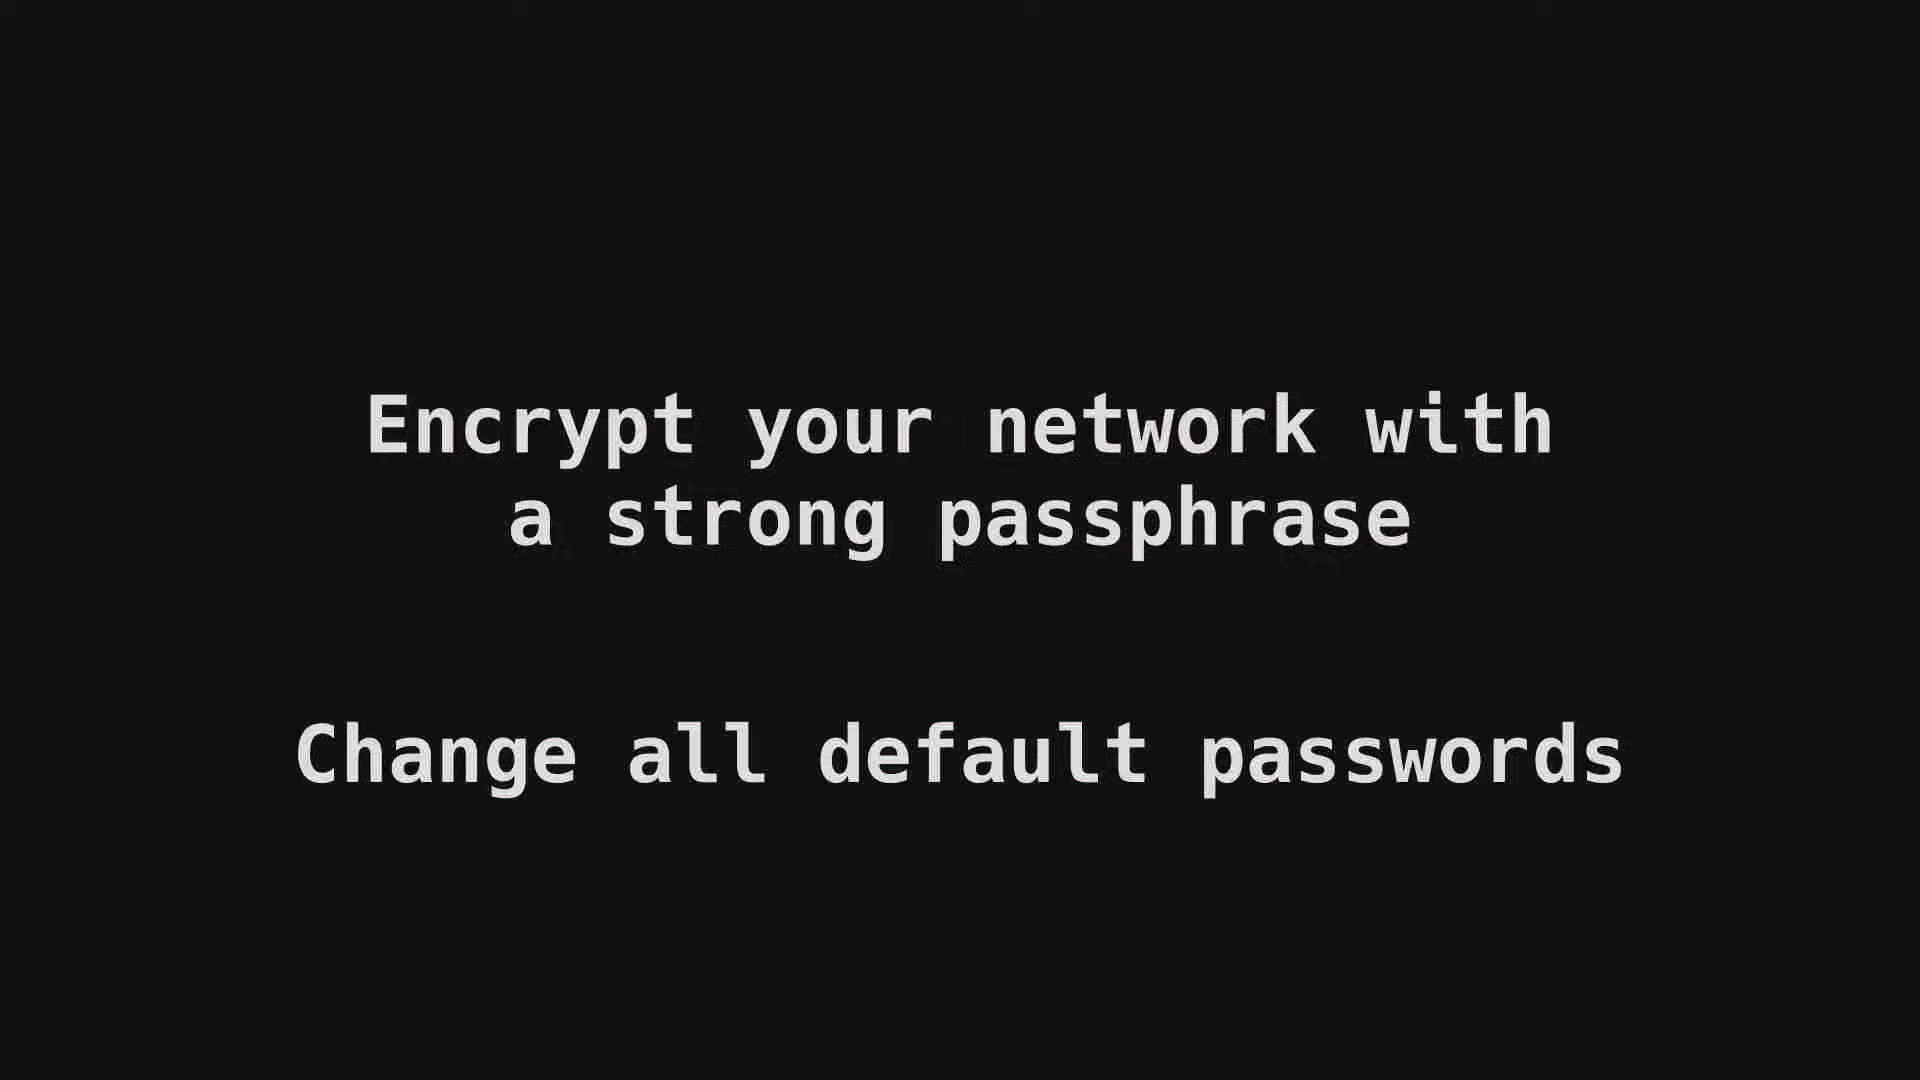 Encrypt your network with
a strong passphrase
Change all default passwords